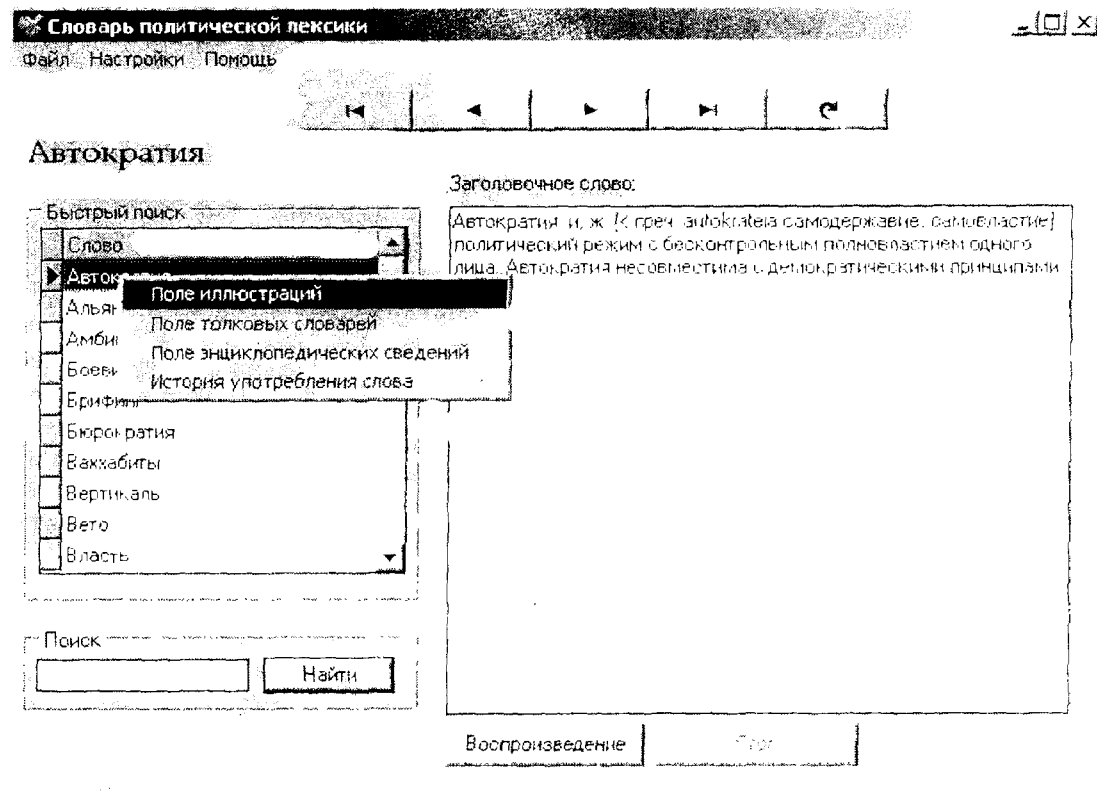 Словарь политической лексики
Файл Настройки Помощь
Автократия
Заголовочное слово:
Быстрый поиск
Слово
Автократия и, ж [< греч autokrateia самодержавие, самовластие]
политический режим с бесконтрольным полновластием одного
лица. Автократия несовместима с демократическими принципами
Поле иллюстраций
Поле толковых словарей
Поле энциклопедических сведений
История употребления слова
Брифинг
Бюрократия
Ваххабиты
Вертикаль
Вето
Власть
Поиск
Найти
Воспроизведение